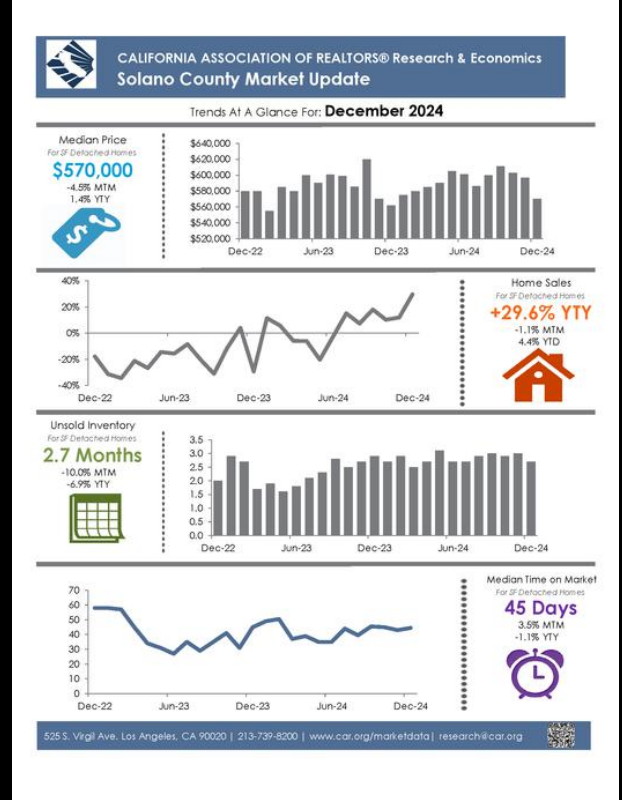 CALIFORNIA ASSOCIATION OF REALTORS® Research & Economics
Solano County Market Update
Trends At A Glance For: December 2024
Median Price
For SF Detached Homes
$570,000
-4.5% MTM
1.4% YTY
$
$640,000
$620,000
$600,000
$580,000
$560,000
$540,000
$520,000
Dec-22 Jun-23 Dec-23 Jun-24 Dec-24
40%
20%
0%
-20%
-40%
Dec-22 Jun-23 Dec-23 Jun-24 Dec-24
Home Sales
For SF Detached Homes
+29.6% YTY
-1.1% MTM
4.4% YTD
Unsold Inventory
For SF Detached Homes
2.7 Months
-10.0% MTM
-6.9% YTY
3.5
3.0
2.5
2.0
1.5
1.0
0.5
0.0
Dec-22 Jun-23 Dec-23 Jun-24 Dec-24
70
60
50
40
30
20
10
0
Dec-22 Jun-23 Dec-23 Jun-24 Dec-24
Median Time on Market
For SF Detached Homes
45 Days
3.5% MTM
-1.1% YTY
525 S. Virgil Ave. Los Angeles, CA 90020 | 213-739-8200 | www.car.org/marketdata| research@car.org